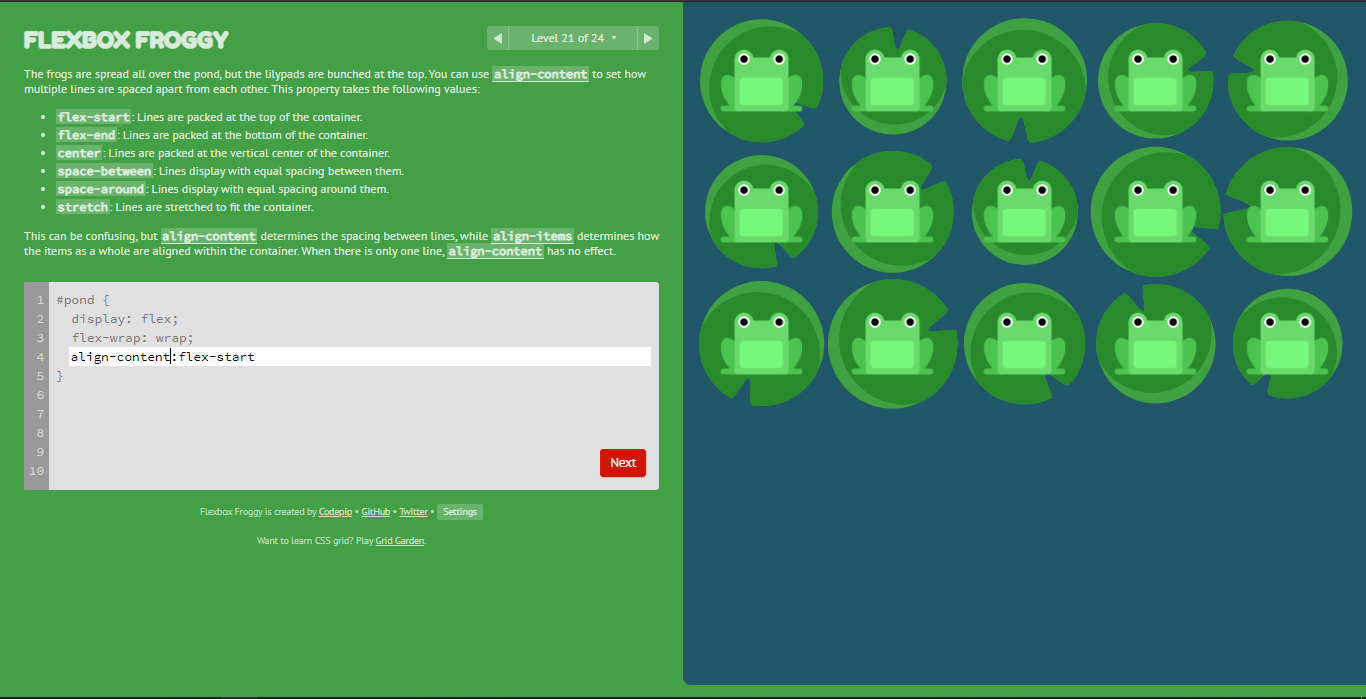 FLEXBOX FROGGY
◀ Level 21 of 24 ▾ ▶
The frogs are spread all over the pond, but the lilypads are bunched at the top. You can use align-content to set how
multiple lines are spaced apart from each other. This property takes the following values:
• flex-start: Lines are packed at the top of the container.
• flex-end: Lines are packed at the bottom of the container.
• center: Lines are packed at the vertical center of the container.
• space-between: Lines display with equal spacing between them.
• space-around: Lines display with equal spacing around them.
• stretch: Lines are stretched to fit the container.
This can be confusing, but align-content determines the spacing between lines, while align-items determines how
the items as a whole are aligned within the container. When there is only one line, align-content has no effect.
1 #pond {
2 display: flex;
3 flex-wrap: wrap;
4 align-content:flex-start
5 }
6
7
8
9
10
Next
Flexbox Froggy is created by Codepip • GitHub • Twitter • Settings
Want to learn CSS grid? Play Grid Garden.